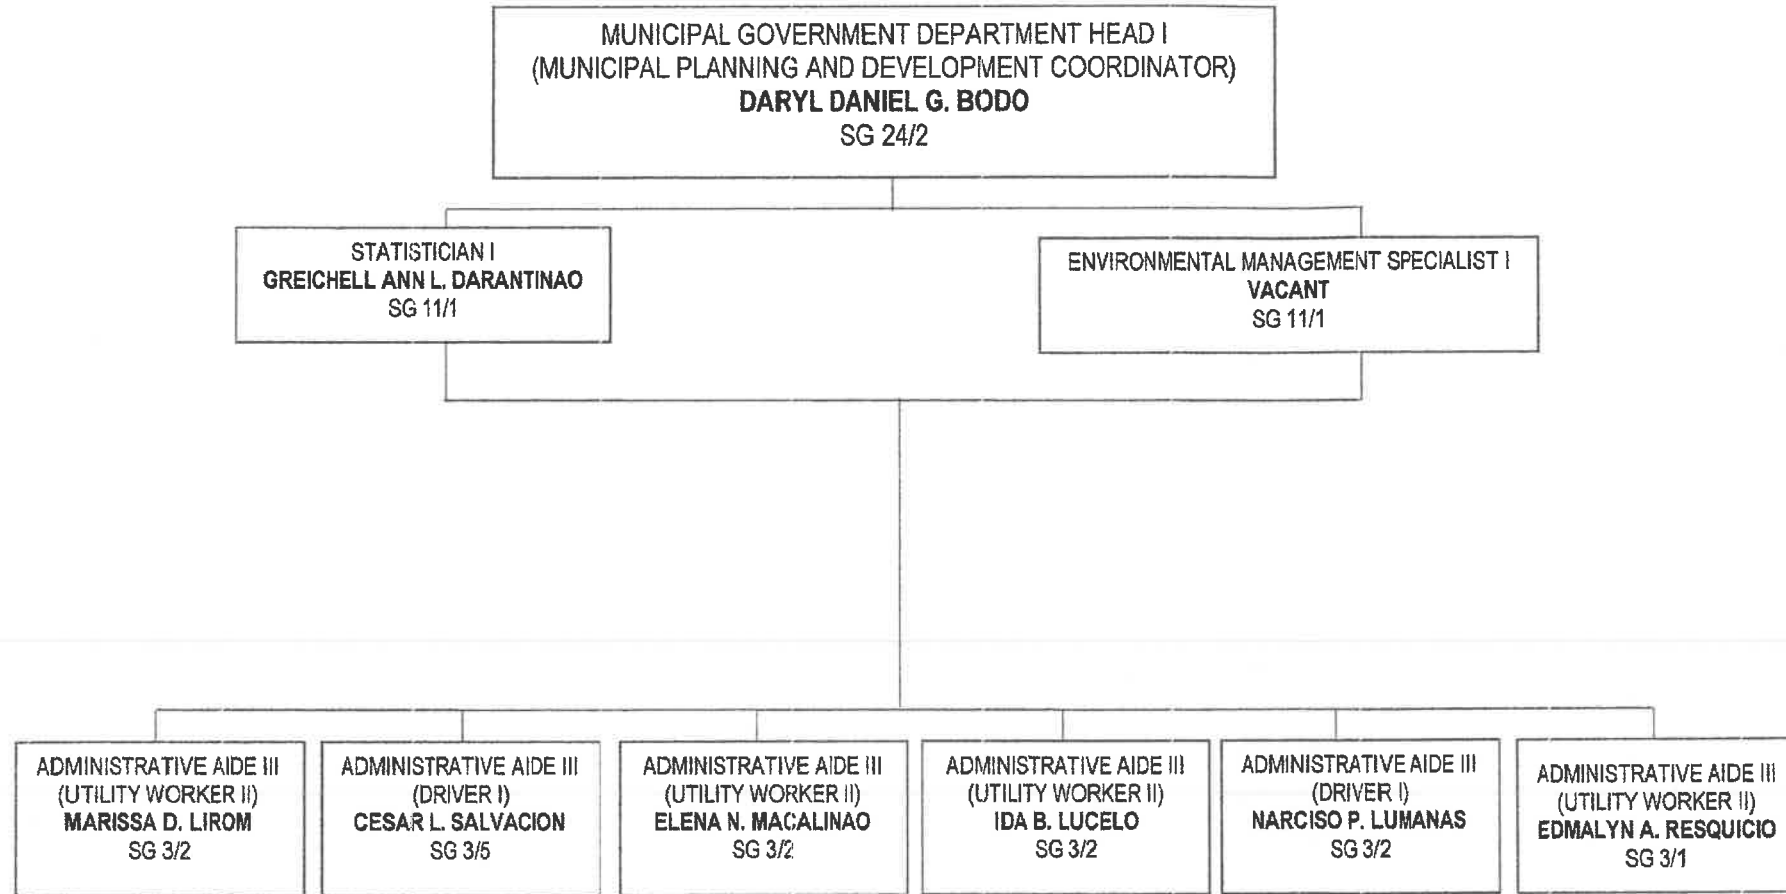 MUNICIPAL GOVERNMENT DEPARTMENT HEAD I
(MUNICIPAL PLANNING AND DEVELOPMENT COORDINATOR)
DARYL DANIEL G. BODO
SG 24/2
STATISTICIAN I
GREICHELL ANN L. DARANTINAO
SG 11/1
ENVIRONMENTAL MANAGEMENT SPECIALIST I
VACANT
SG 11/1
ADMINISTRATIVE AIDE III
(UTILITY WORKER II)
MARISSA D. LIROM
SG 3/2
ADMINISTRATIVE AIDE III
(DRIVER I)
CESAR L. SALVACION
SG 3/5
ADMINISTRATIVE AIDE III
(UTILITY WORKER II)
ELENA N. MACALINAO
SG 3/2
ADMINISTRATIVE AIDE III
(UTILITY WORKER II)
IDA B. LUCELO
SG 3/2
ADMINISTRATIVE AIDE III
(DRIVER I)
NARCISO P. LUMANAS
SG 3/2
ADMINISTRATIVE AIDE III
(UTILITY WORKER II)
EDMALYN A. RESQUICIO
SG 3/1